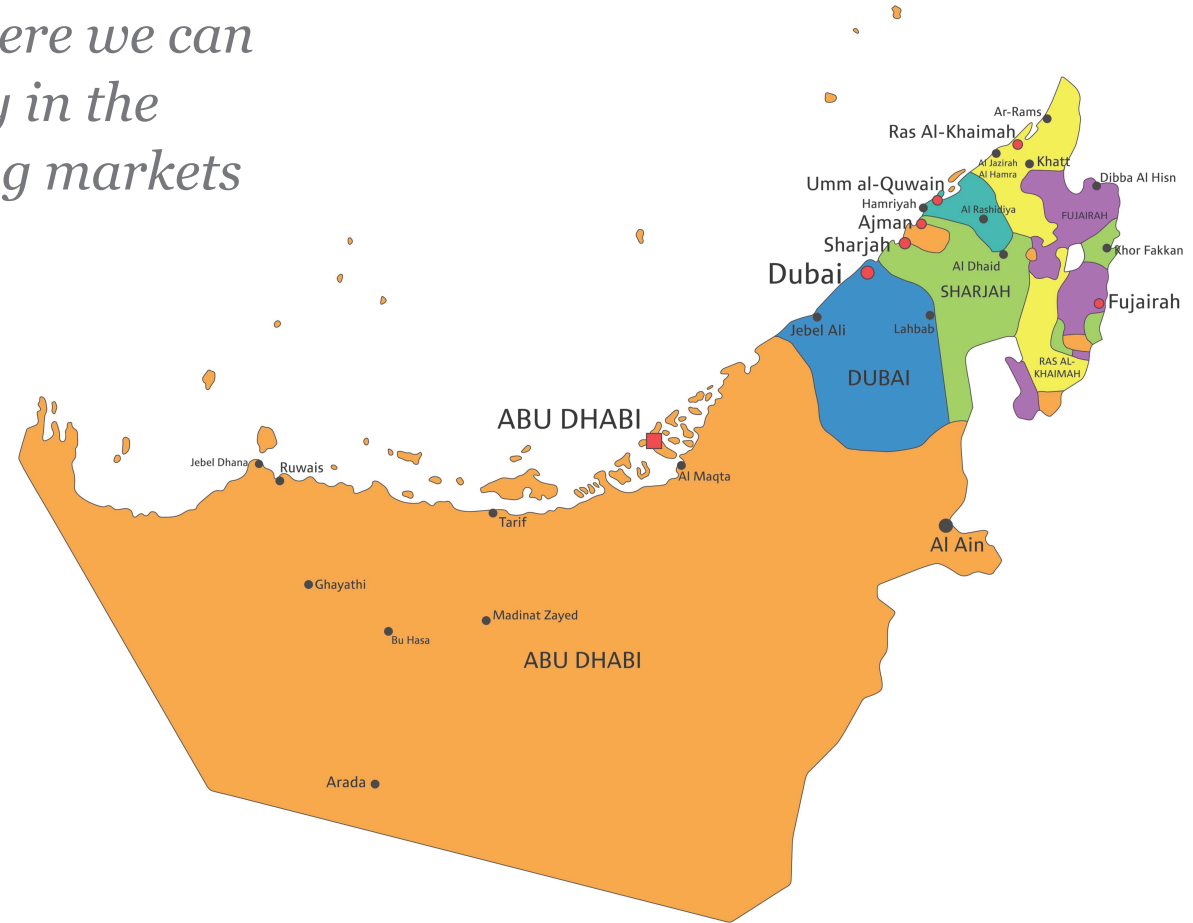 ere we can
y in the
g markets
Ar-Rams
Ras Al-Khaimah
Al Jazirah
Al Hamra
Khatt
Dibba Al Hisn
Umm al-Quwain
Hamriyah
Al Rashidiya
FUJAIRAH
Ajman
Sharjah
Khor Fakkan
Al Dhaid
Dubai
SHARJAH
Fujairah
Jebel Ali
Lahbab
RAS AL-
KHAIMAH
DUBAI
ABU DHABI
Jebel Dhana
Ruwais
Al Maqta
Tarif
Al Ain
Ghayathi
Madinat Zayed
Bu Hasa
ABU DHABI
Arada